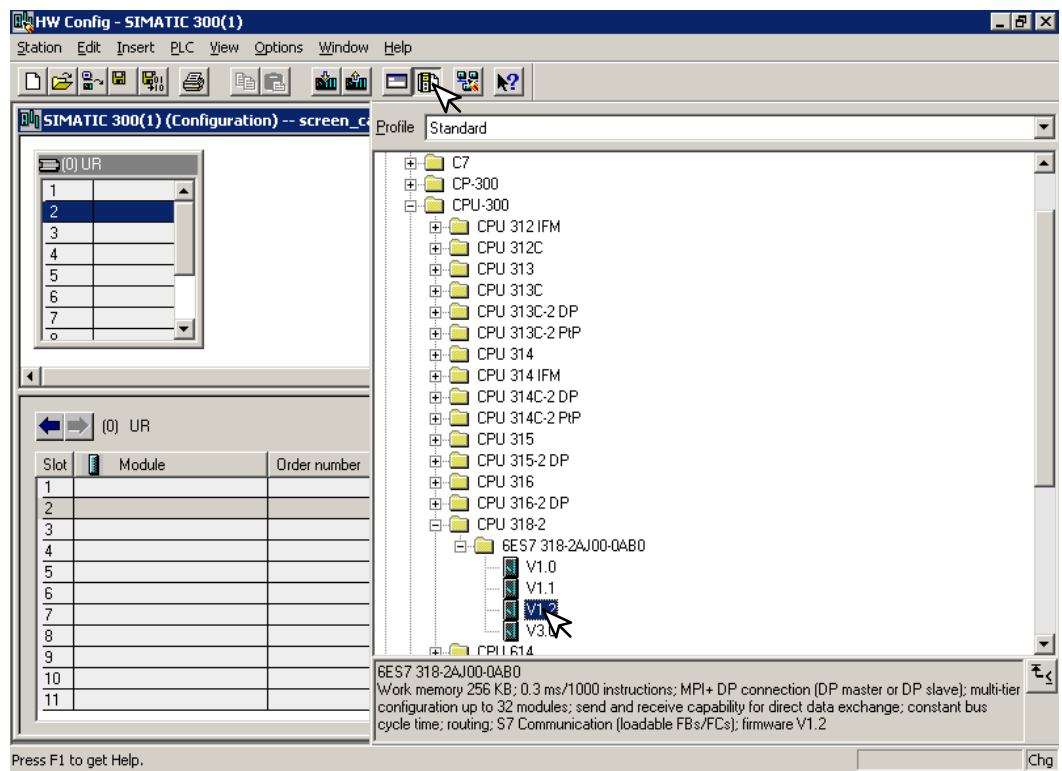 HW Config - SIMATIC 300(1)
Station Edit Insert PLC View Options Window Help
SIMATIC 300(1) (Configuration) -- screen_ca
Profile Standard
(0) UR
1
2
3
4
5
6
7
C7
CP-300
CPU-300
CPU 312 IFM
CPU 312C
CPU 313
CPU 313C
CPU 313C-2 DP
CPU 313C-2 PtP
CPU 314
CPU 314 IFM
CPU 314C-2 DP
CPU 314C-2 PtP
CPU 315
CPU 315-2 DP
CPU 316
CPU 316-2 DP
CPU 318-2
6ES7 318-2AJ00-0AB0
V1.0
V1.1
V1.2
V3.0
CPU 614
(0) UR
Slot Module Order number
1
2
3
4
5
6
7
8
9
10
11
6ES7 318-2AJ00-0AB0
Work memory 256 KB; 0.3 ms/1000 instructions; MPI+ DP connection (DP master or DP slave); multi-tier
configuration up to 32 modules; send and receive capability for direct data exchange; constant bus
cycle time; routing; S7 Communication (loadable FBs/FCs); firmware V1.2
Press F1 to get Help.
Chg